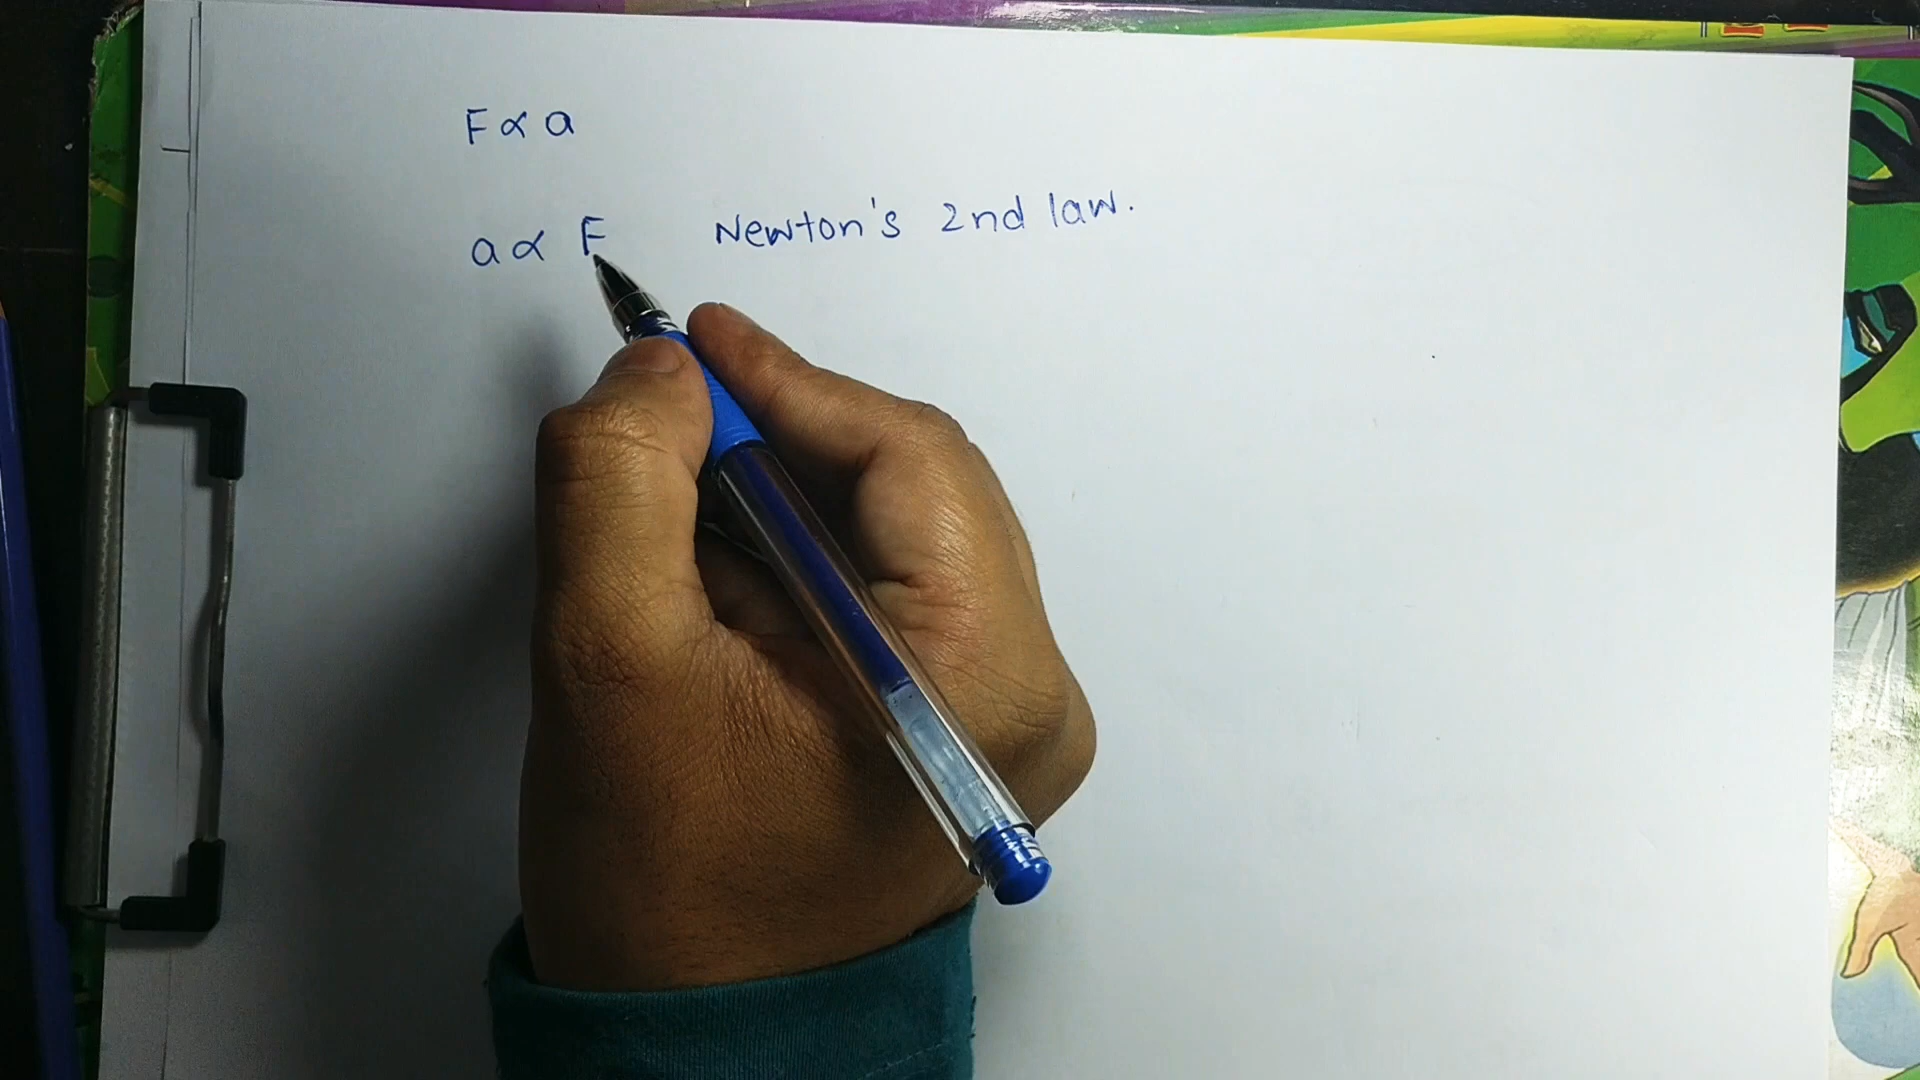 F ∝ a
a ∝ F Newton's 2nd law.